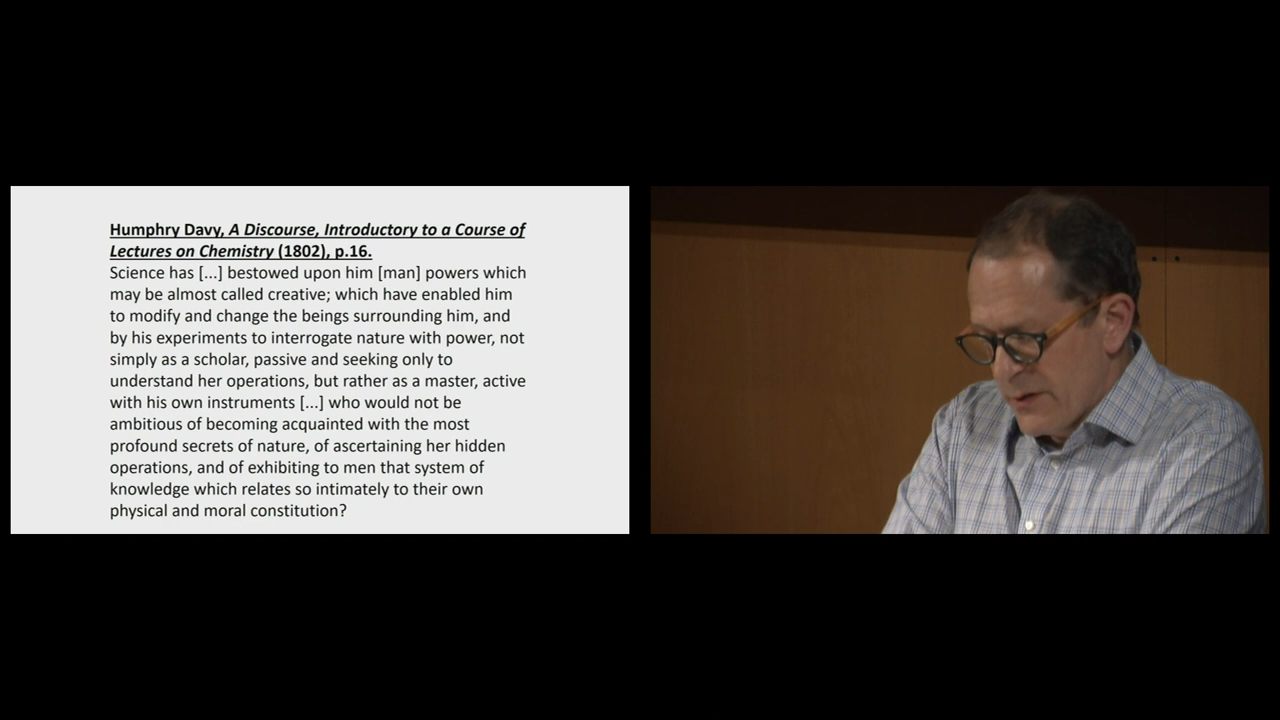 Humphry Davy, A Discourse, Introductory to a Course of
Lectures on Chemistry (1802), p.16.
Science has [...] bestowed upon him [man] powers which
may be almost called creative; which have enabled him
to modify and change the beings surrounding him, and
by his experiments to interrogate nature with power, not
simply as a scholar, passive and seeking only to
understand her operations, but rather as a master, active
with his own instruments [...] who would not be
ambitious of becoming acquainted with the most
profound secrets of nature, of ascertaining her hidden
operations, and of exhibiting to men that system of
knowledge which relates so intimately to their own
physical and moral constitution?